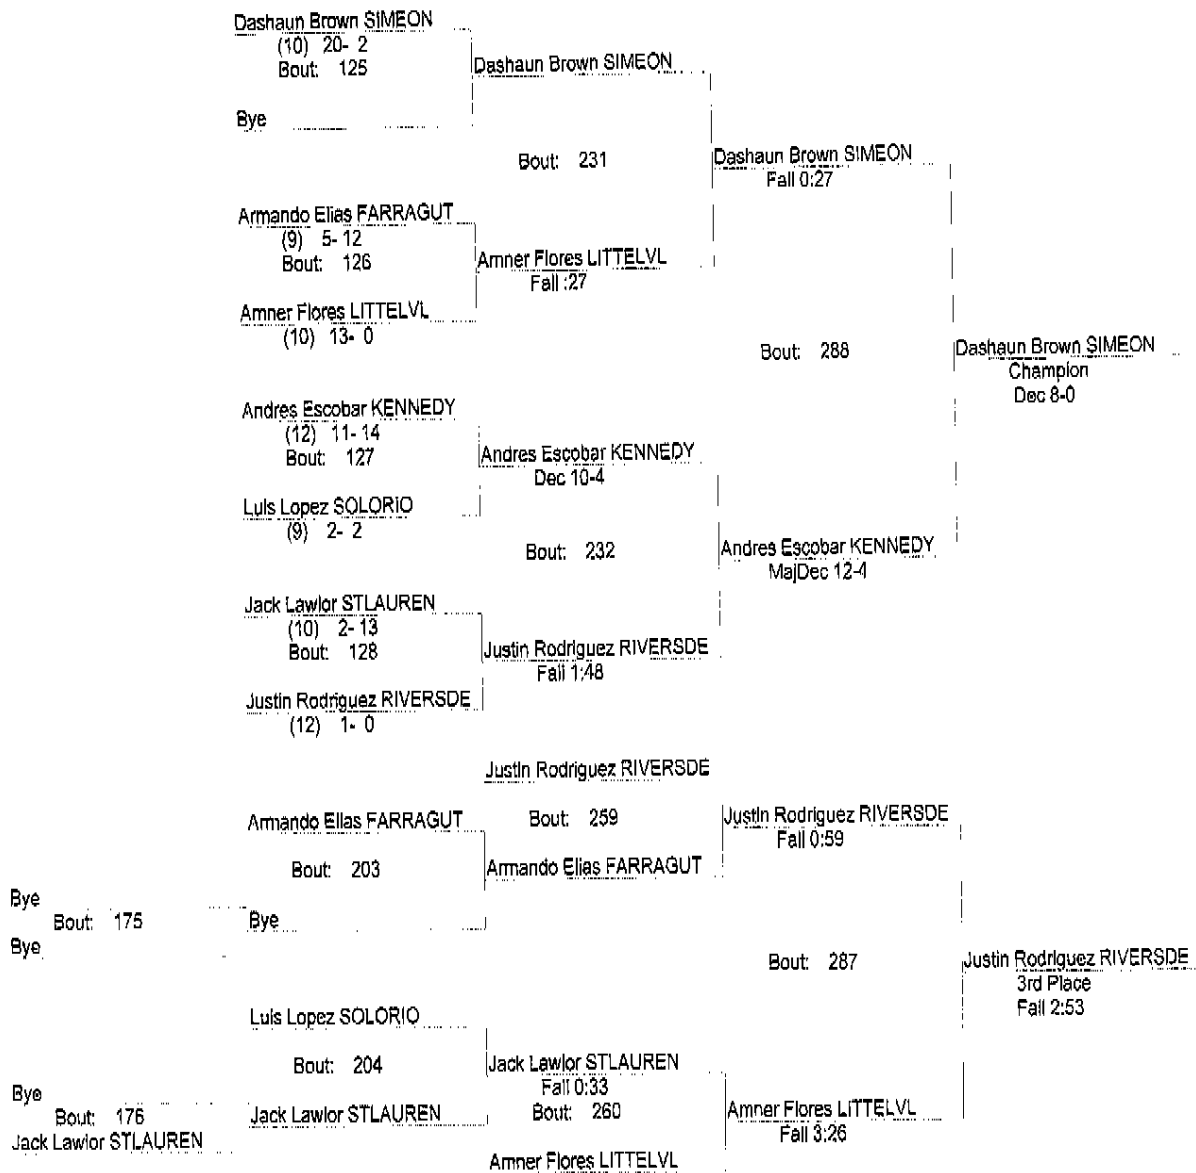 Dashaun Brown SIMEON
(10) 20- 2
Bout: 125
Dashaun Brown SIMEON
Bye
Bout: 231
Dashaun Brown SIMEON
Fall 0:27
Armando Elias FARRAGUT
(9) 5- 12
Bout: 126
Amner Flores LITTELVL
Fall :27
Amner Flores LITTELVL
(10) 13- 0
Bout: 288
Dashaun Brown SIMEON
Champion
Dec 8-0
Andres Escobar KENNEDY
(12) 11- 14
Bout: 127
Andres Escobar KENNEDY
Dec 10-4
Luis Lopez SOLORIO
(9) 2- 2
Bout: 232
Andres Escobar KENNEDY
MajDec 12-4
Jack Lawlor STLAUREN
(10) 2- 13
Bout: 128
Justin Rodriguez RIVERSDE
Fall 1:48
Justin Rodriguez RIVERSDE
(12) 1- 0
Justin Rodriguez RIVERSDE
Armando Elias FARRAGUT
Bout: 259
Justin Rodriguez RIVERSDE
Fall 0:59
Bout: 203
Armando Elias FARRAGUT
Bye
Bout: 175
Bye
Bye
Bout: 287
Justin Rodriguez RIVERSDE
3rd Place
Fall 2:53
Luis Lopez SOLORIO
Bout: 204
Jack Lawlor STLAUREN
Fall 0:33
Bye
Bout: 176
Jack Lawlor STLAUREN
Bout: 260
Amner Flores LITTELVL
Fall 3:26
Jack Lawlor STLAUREN
Amner Flores LITTELVL